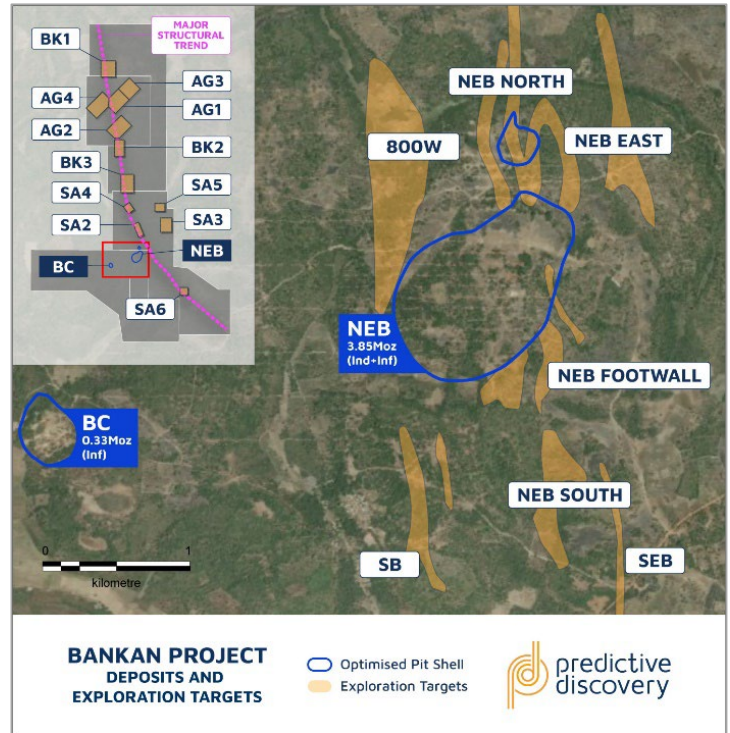 MAJOR
STRUCTURAL
TREND
BK1
AG3
AG4
AG1
AG2
BK2
BK3
SA4
SA5
SA2
SA3
BC
NEB
SA6
NEB NORTH
800W
NEB EAST
NEB
3.85Moz
(Ind+Inf)
NEB FOOTWALL
BC
0.33Moz
(Inf)
NEB SOUTH
SB
SEB
0
1
kilometre
BANKAN PROJECT
DEPOSITS AND
EXPLORATION TARGETS
Optimised Pit Shell
Exploration Targets
predictive
discovery